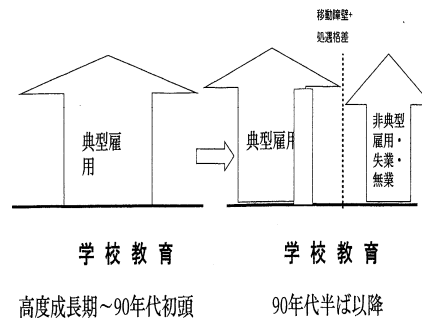 移動障壁+
処遇格差
典型雇
用
典型雇用
非典型
雇用・
失業・
無業
学校教育
学校教育
高度成長期～90年代初頭
90年代半ば以降